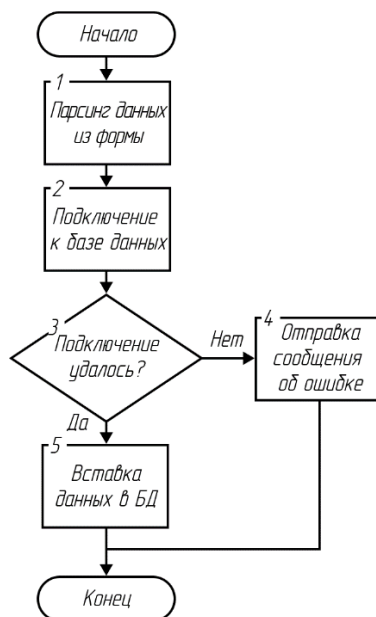 Начало
1
Парсинг данных
из формы
2
Подключение
к базе данных
3
Подключение
удалось?
Нет
4
Отправка
сообщения
об ошибке
Да
5
Вставка
данных в БД
Конец